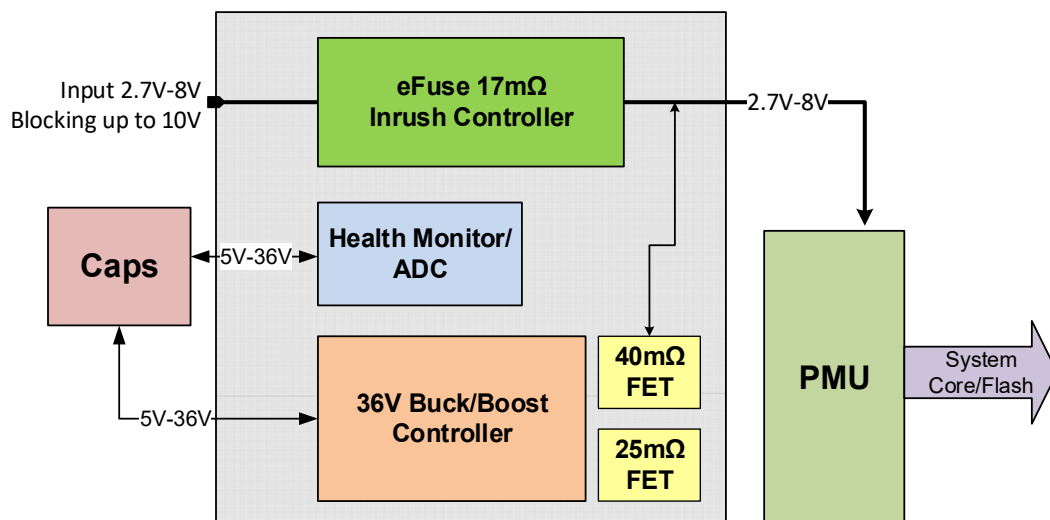 Input 2.7V-8V
Blocking up to 10V
eFuse 17mΩ
Inrush Controller
2.7V-8V
Caps
5V-36V
Health Monitor/
ADC
5V-36V
36V Buck/Boost
Controller
40mΩ
FET
25mΩ
FET
PMU
System
Core/Flash